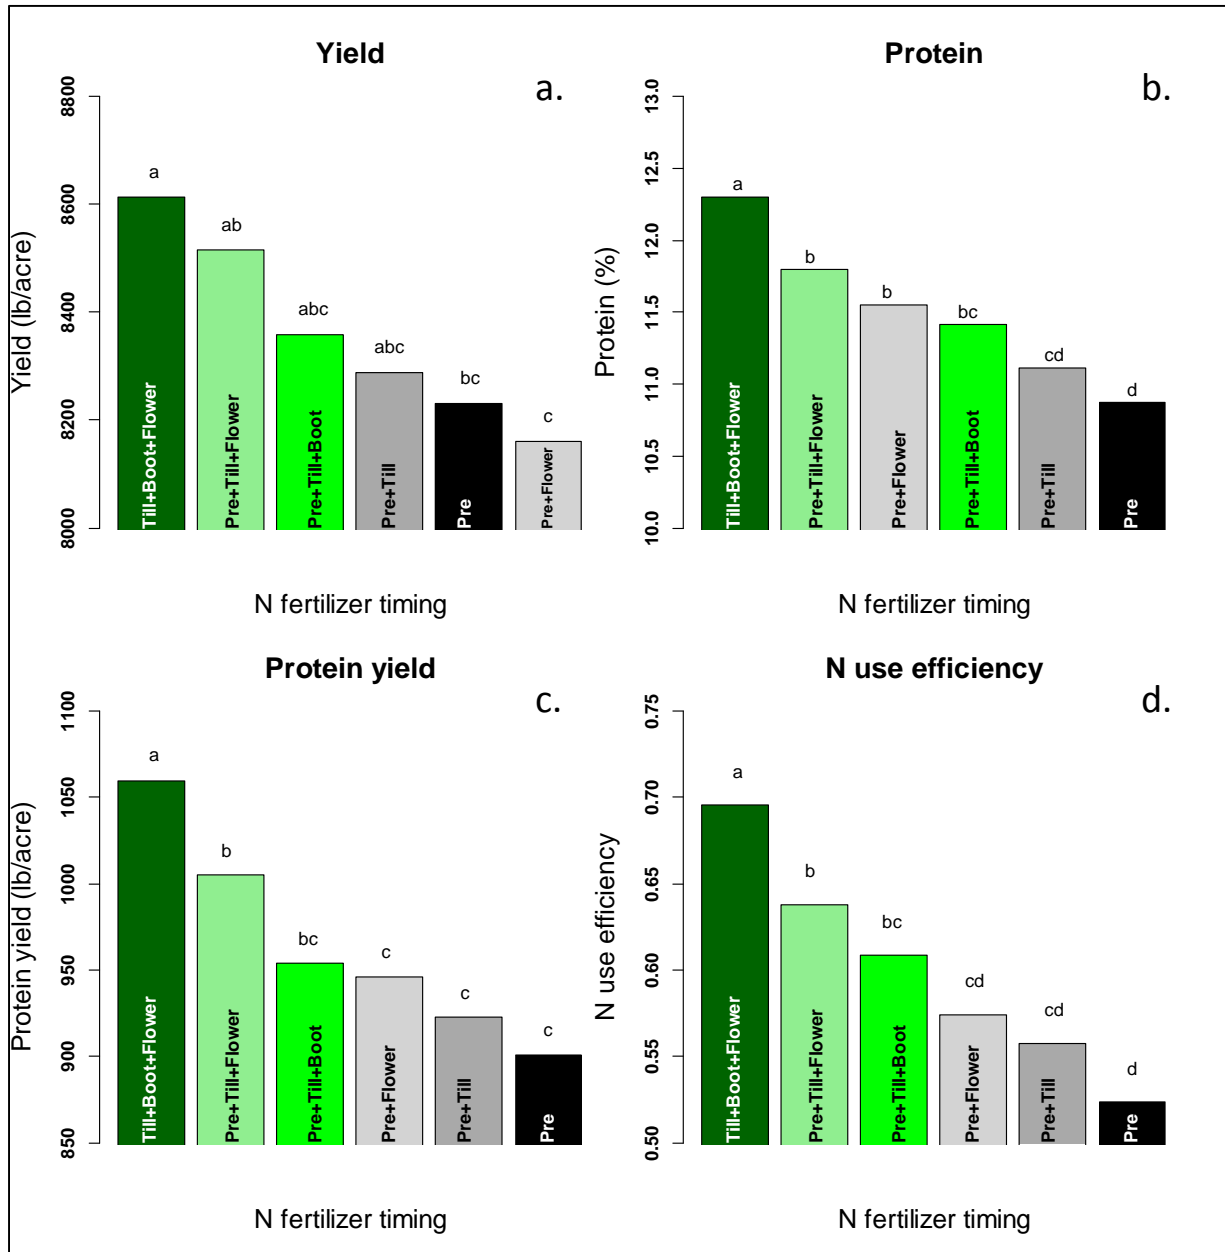 Yield
a.
8800
8600
8400
8200
8000
Yield (lb/acre)
a
ab
abc
abc
bc
c
Till+Boot+Flower
Pre+Till+Flower
Pre+Till+Boot
Pre+Till
Pre
Pre+Flower
N fertilizer timing
Protein
b.
13.0
12.5
12.0
11.5
11.0
10.5
10.0
Protein (%)
a
b
b
bc
cd
d
Till+Boot+Flower
Pre+Till+Flower
Pre+Flower
Pre+Till+Boot
Pre+Till
Pre
N fertilizer timing
Protein yield
c.
1100
1050
1000
950
900
850
Protein yield (lb/acre)
a
b
bc
c
c
c
Till+Boot+Flower
Pre+Till+Flower
Pre+Till+Boot
Pre+Flower
Pre+Till
Pre
N fertilizer timing
N use efficiency
d.
0.75
0.70
0.65
0.60
0.55
0.50
N use efficiency
a
b
bc
cd
cd
d
Till+Boot+Flower
Pre+Till+Flower
Pre+Till+Boot
Pre+Flower
Pre+Till
Pre
N fertilizer timing